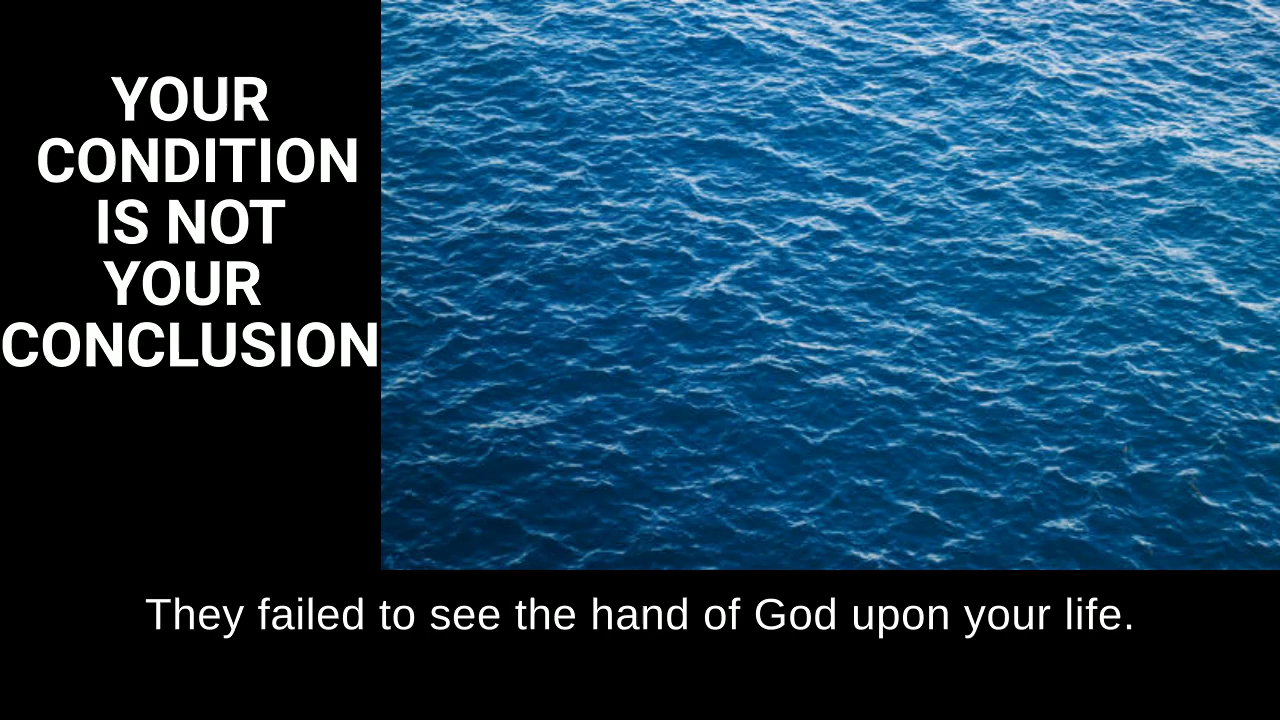 YOUR
CONDITION
IS NOT
YOUR
CONCLUSION
They failed to see the hand of God upon your life.